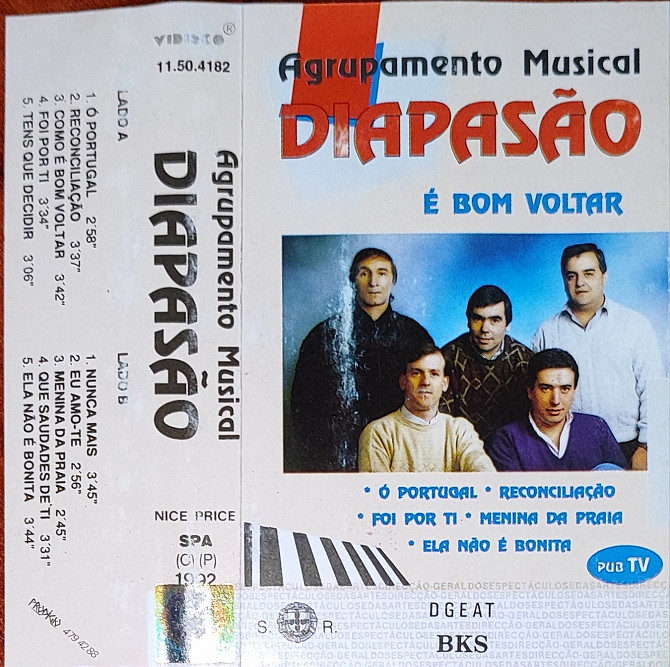 VIDISCO ®
11.50.4182
LADO A
1. Ó PORTUGAL 2´58"
2. RECONCILIAÇÃO 3´37"
3. COMO É BOM VOLTAR 3´42"
4. FOI POR TI 3´34"
5. TENS QUE DECIDIR 3´06"
LADO B
1. NUNCA MAIS 3´45"
2. EU AMO-TE 2´56"
3. MENINA DA PRAIA 2´45"
4. QUE SAUDADES DE TI 3´31"
5. ELA NÃO É BONITA 3´44"
479 42 88
Agrupamento Musical
DIAPASÃO
NICE PRICE
SPA
(C) (P)
1992
Agrupamento Musical
DIAPASÃO
É BOM VOLTAR
* Ó PORTUGAL * RECONCILIAÇÃO
* FOI POR TI * MENINA DA PRAIA
* ELA NÃO É BONITA
PUB TV
S. R.
DGEAT
BKS